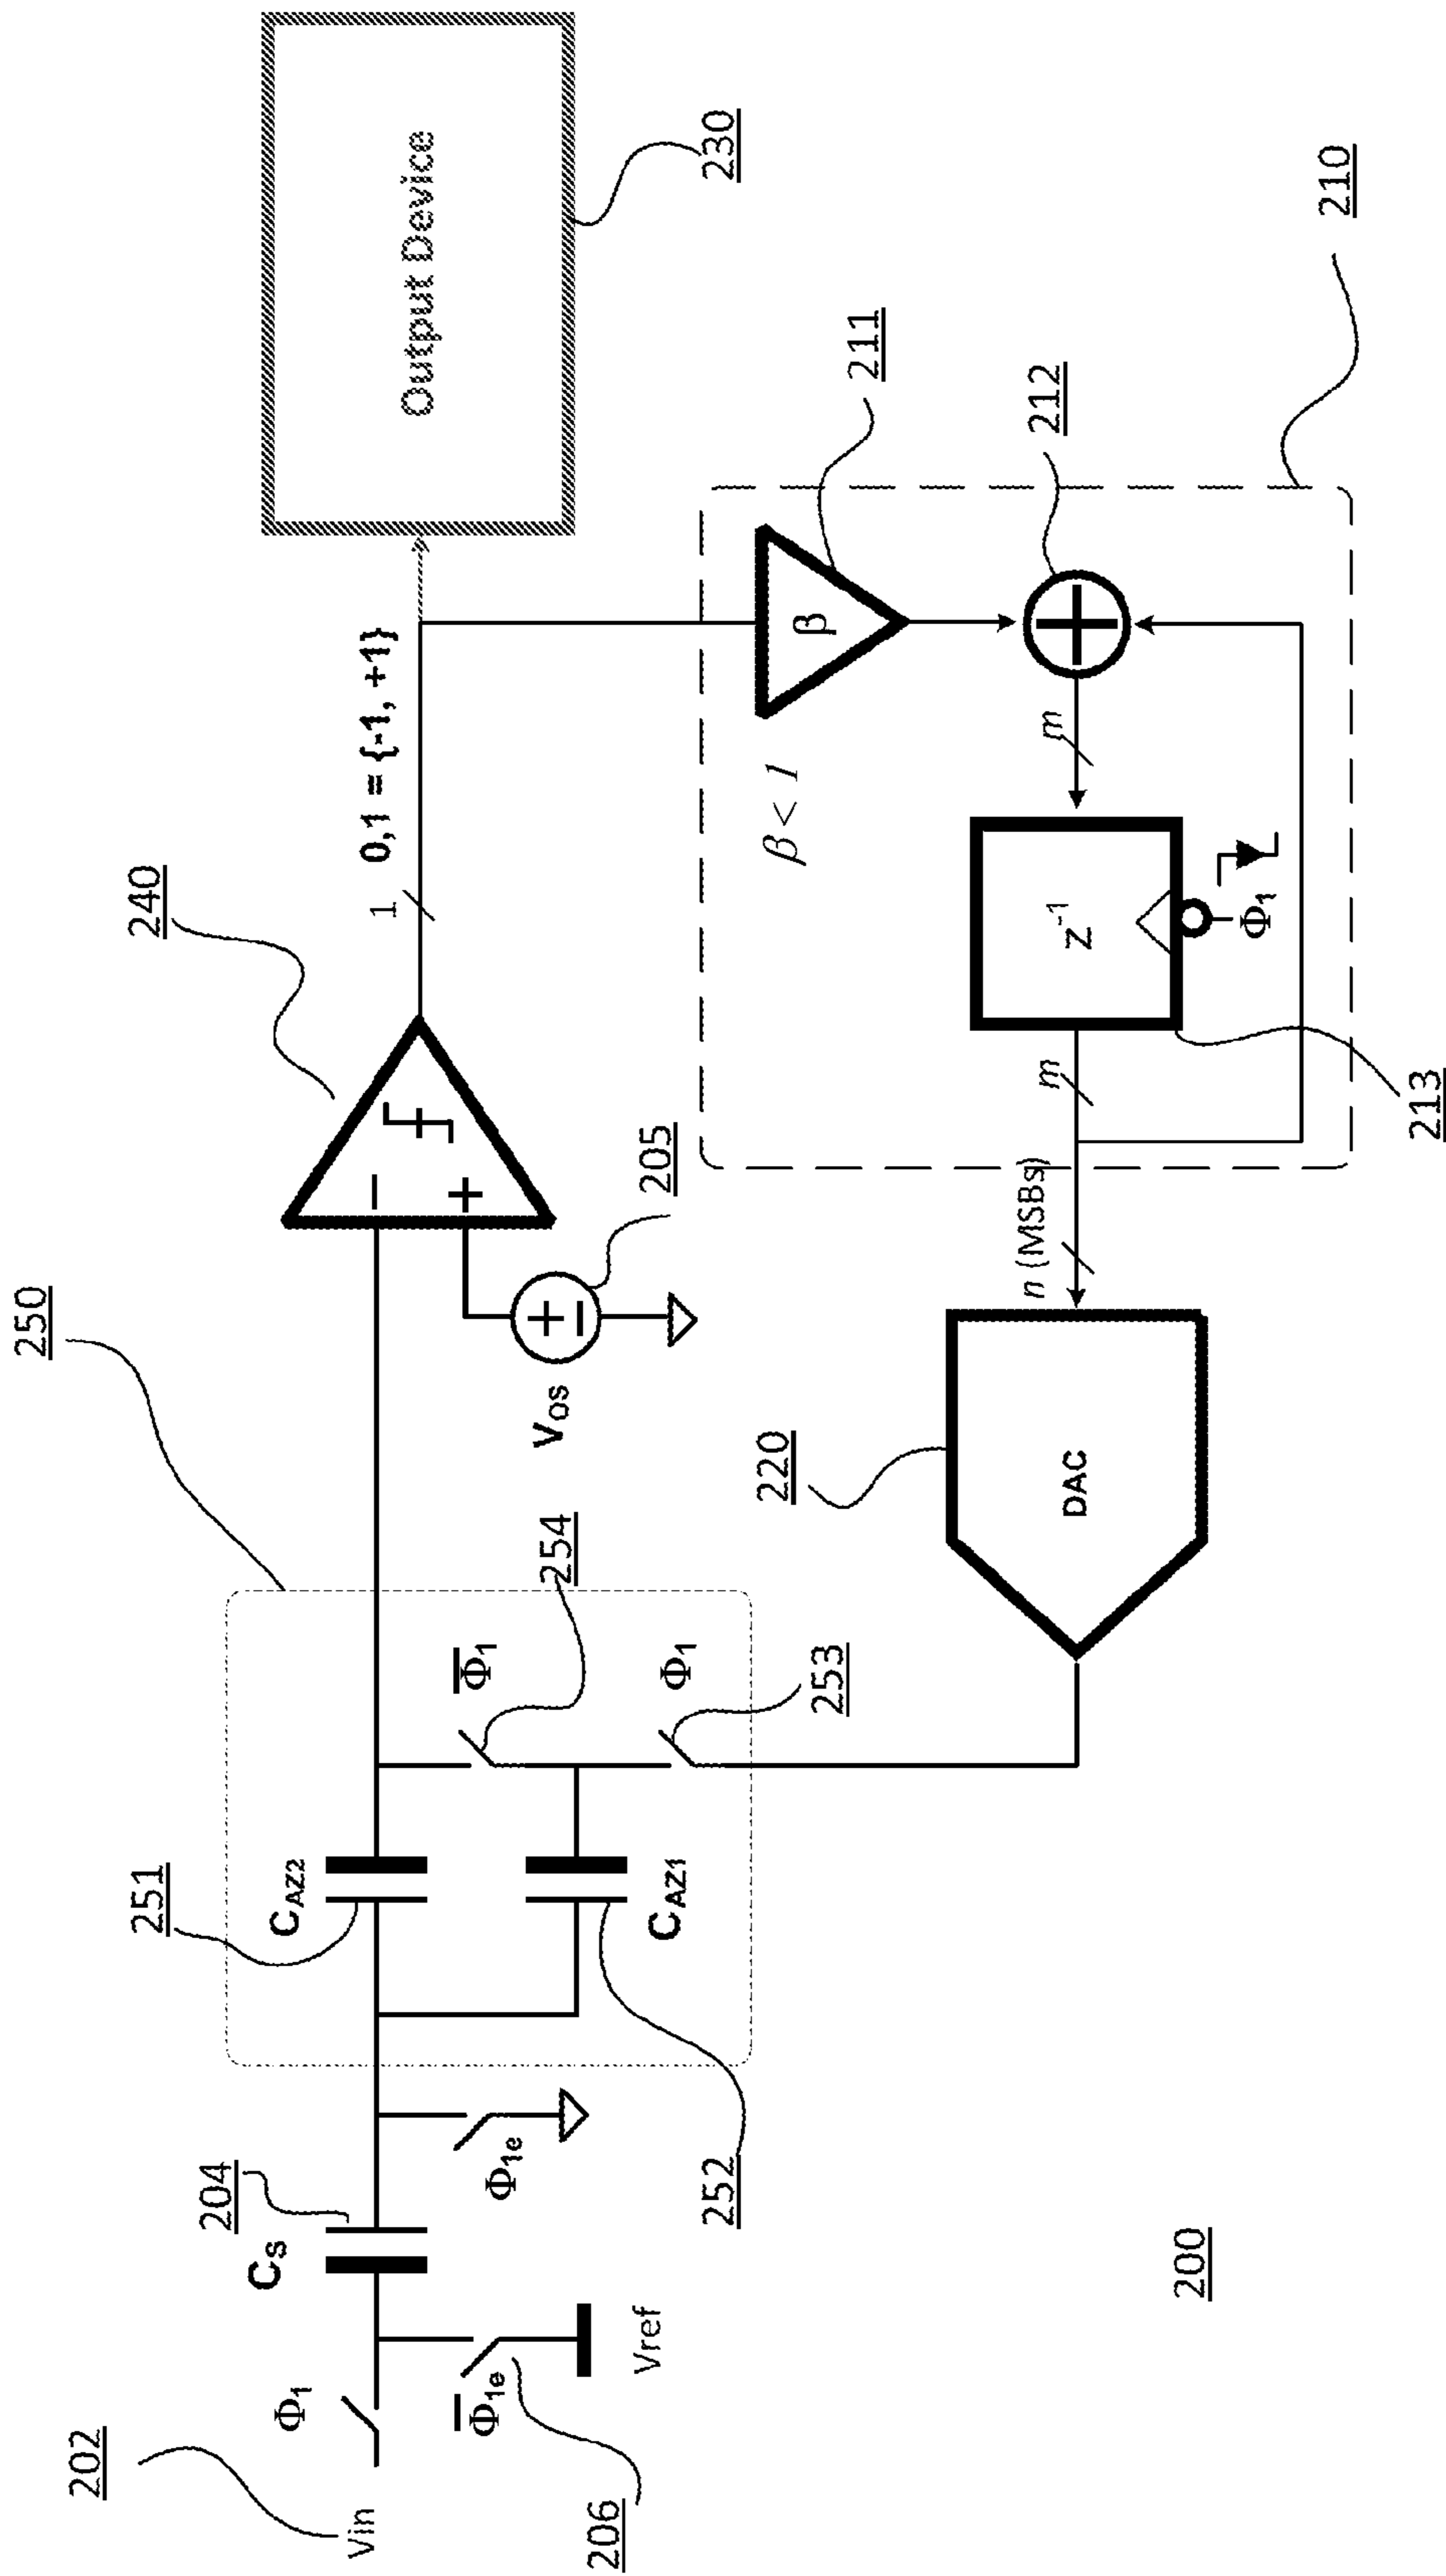 202
Vin
Φ1
Φ̅1e
206
Vref
CS
204
Φ1e
250
251
CAZ2
CAZ1
252
Φ̅1
254
Φ1
253
240
−
+
+
−
VOS
205
1
0,1 = {-1, +1}
Output Device
230
β
211
β < 1
+
212
m
z-1
Φ1
213
m
n (MSBs)
DAC
220
210
200